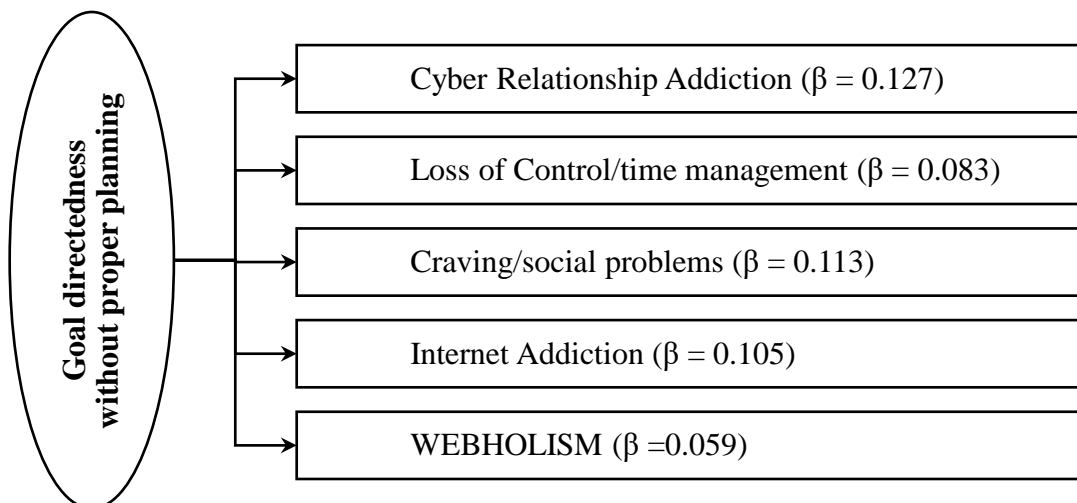 Goal directedness
without proper planning
Cyber Relationship Addiction (β = 0.127)
Loss of Control/time management (β = 0.083)
Craving/social problems (β = 0.113)
Internet Addiction (β = 0.105)
WEBHOLISM (β =0.059)